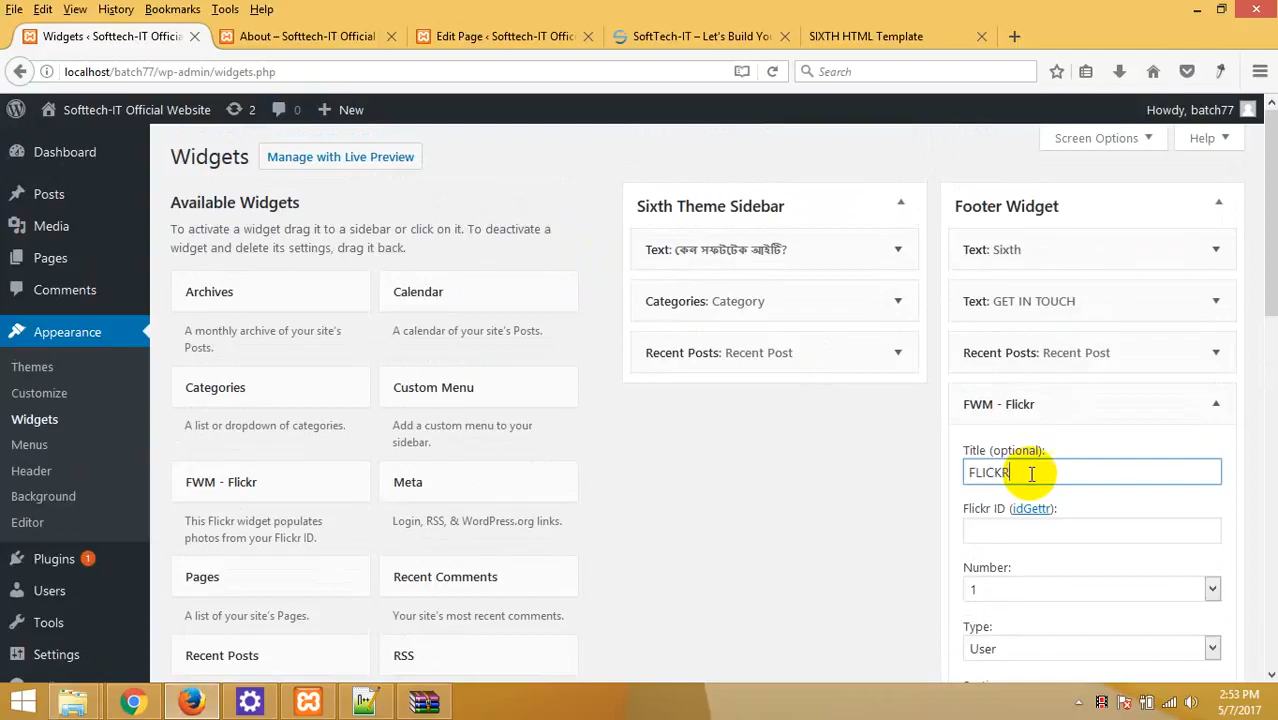 File Edit View History Bookmarks Tools Help
Widgets ‹ Softtech-IT Officia
About – Softtech-IT Official
Edit Page ‹ Softtech-IT Offic
SoftTech-IT – Let's Build Yo
SIXTH HTML Template
localhost/batch77/wp-admin/widgets.php
Search
Softtech-IT Official Website 2 0 New Howdy, batch77
Dashboard
Posts
Media
Pages
Comments
Appearance
Themes
Customize
Widgets
Menus
Header
Background
Editor
Plugins 1
Users
Tools
Settings
Widgets Manage with Live Preview
Screen Options Help
Available Widgets
To activate a widget drag it to a sidebar or click on it. To deactivate a
widget and delete its settings, drag it back.
Archives
A monthly archive of your site's
Posts.
Calendar
A calendar of your site's Posts.
Categories
A list or dropdown of categories.
Custom Menu
Add a custom menu to your
sidebar.
FWM - Flickr
This Flickr widget populates
photos from your Flickr ID.
Meta
Login, RSS, & WordPress.org links.
Pages
A list of your site's Pages.
Recent Comments
Your site's most recent comments.
Recent Posts
RSS
Sixth Theme Sidebar
Text: কেন সফটটেক আইটি?
Categories: Category
Recent Posts: Recent Post
Footer Widget
Text: Sixth
Text: GET IN TOUCH
Recent Posts: Recent Post
FWM - Flickr
Title (optional):
FLICKR
Flickr ID (idGettr):
Number:
1
Type:
User
2:53 PM
5/7/2017